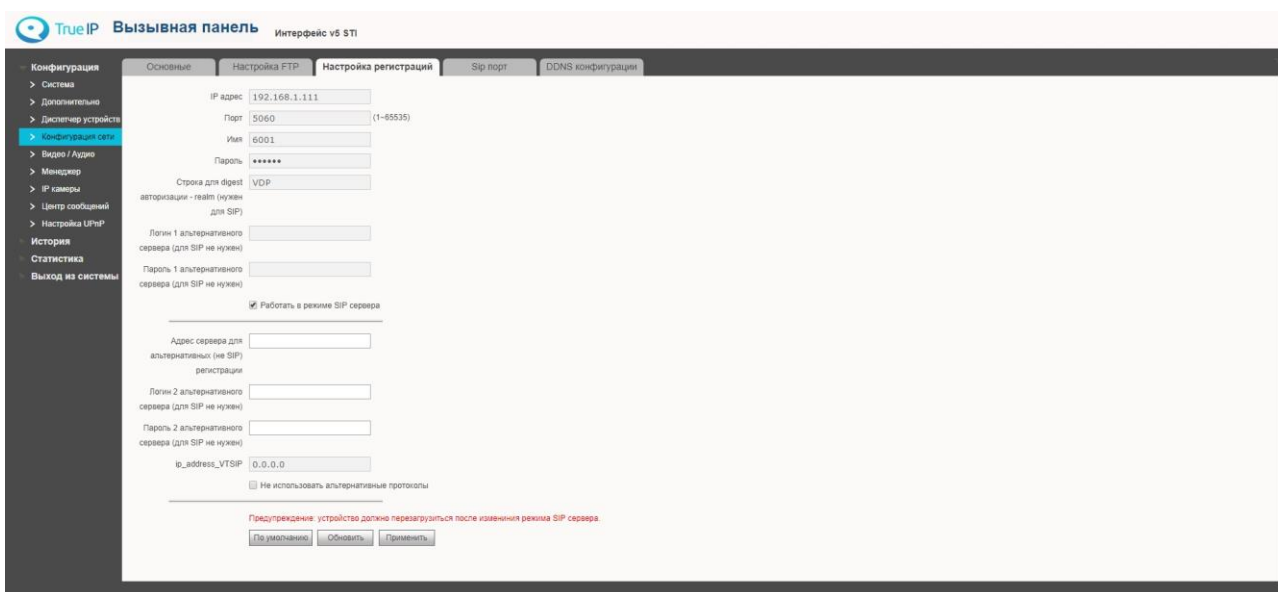 True IP Вызывная панель Интерфейс v5 STI
Конфигурация
Система
Дополнительно
Диспетчер устройств
Конфигурация сети
Видео / Аудио
Менеджер
IP камеры
Центр сообщений
Настройка UPnP
История
Статистика
Выход из системы
Основные Настройка FTP Настройка регистраций Sip порт DDNS конфигурации
IP адрес 192.168.1.111
Порт 5060 (1~65535)
Имя 6001
Пароль ••••••
Строка для digest VDP
авторизации - realm (нужен
для SIP)
Логин 1 альтернативного
сервера (для SIP не нужен)
Пароль 1 альтернативного
сервера (для SIP не нужен)
Работать в режиме SIP сервера
Адрес сервера для
альтернативных (не SIP)
регистрации
Логин 2 альтернативного
сервера (для SIP не нужен)
Пароль 2 альтернативного
сервера (для SIP не нужен)
ip_address_VTSIP 0.0.0.0
Не использовать альтернативные протоколы
Предупреждение: устройство должно перезагрузиться после измениния режима SIP сервера.
По умолчанию Обновить Применить